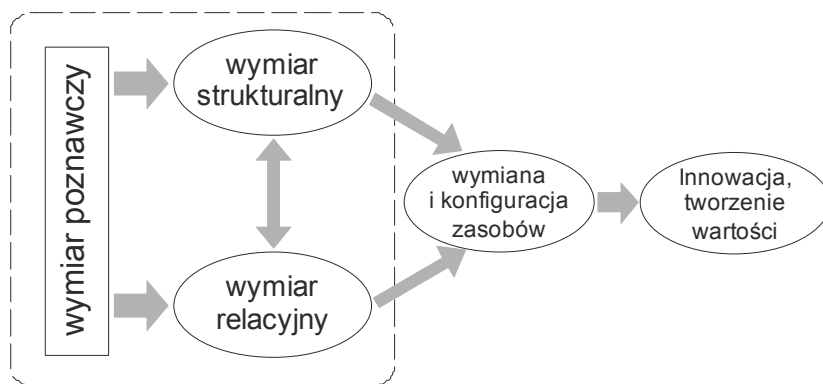 wymiar poznawczy
wymiar
strukturalny
wymiar
relacyjny
wymiana
i konfiguracja
zasobów
Innowacja,
tworzenie
wartości